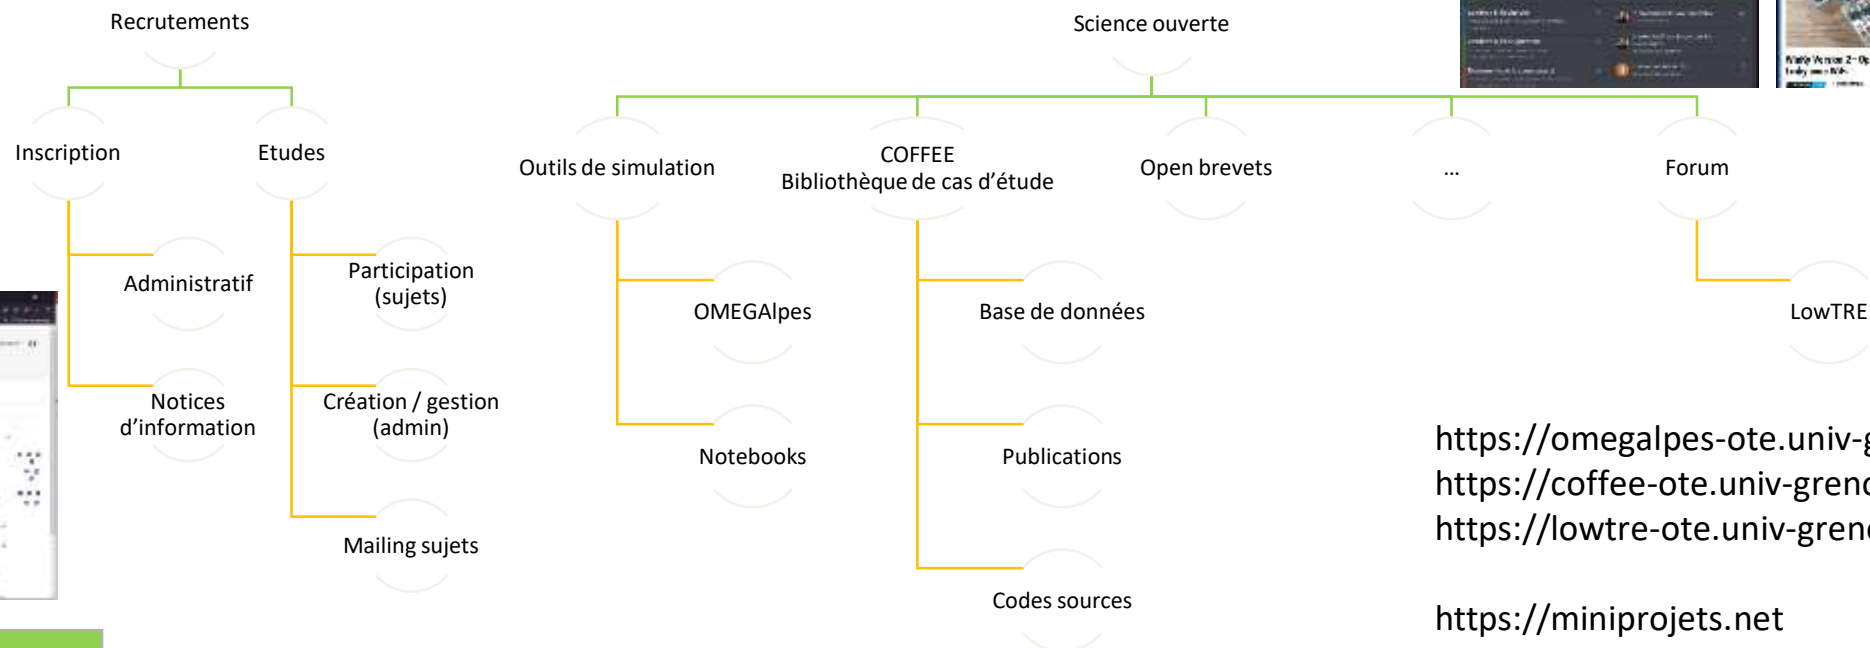 Recrutements
Science ouverte
Inscription
Etudes
Outils de simulation
COFFEE
Bibliothèque de cas d'étude
Open brevets
...
Forum
Administratif
Participation
(sujets)
OMEGAlpes
Base de données
LowTRE
Notices
d'information
Création / gestion
(admin)
Notebooks
Publications
Mailing sujets
Codes sources
https://omegalpes-ote.univ-g
https://coffee-ote.univ-greno
https://lowtre-ote.univ-greno
https://miniprojets.net